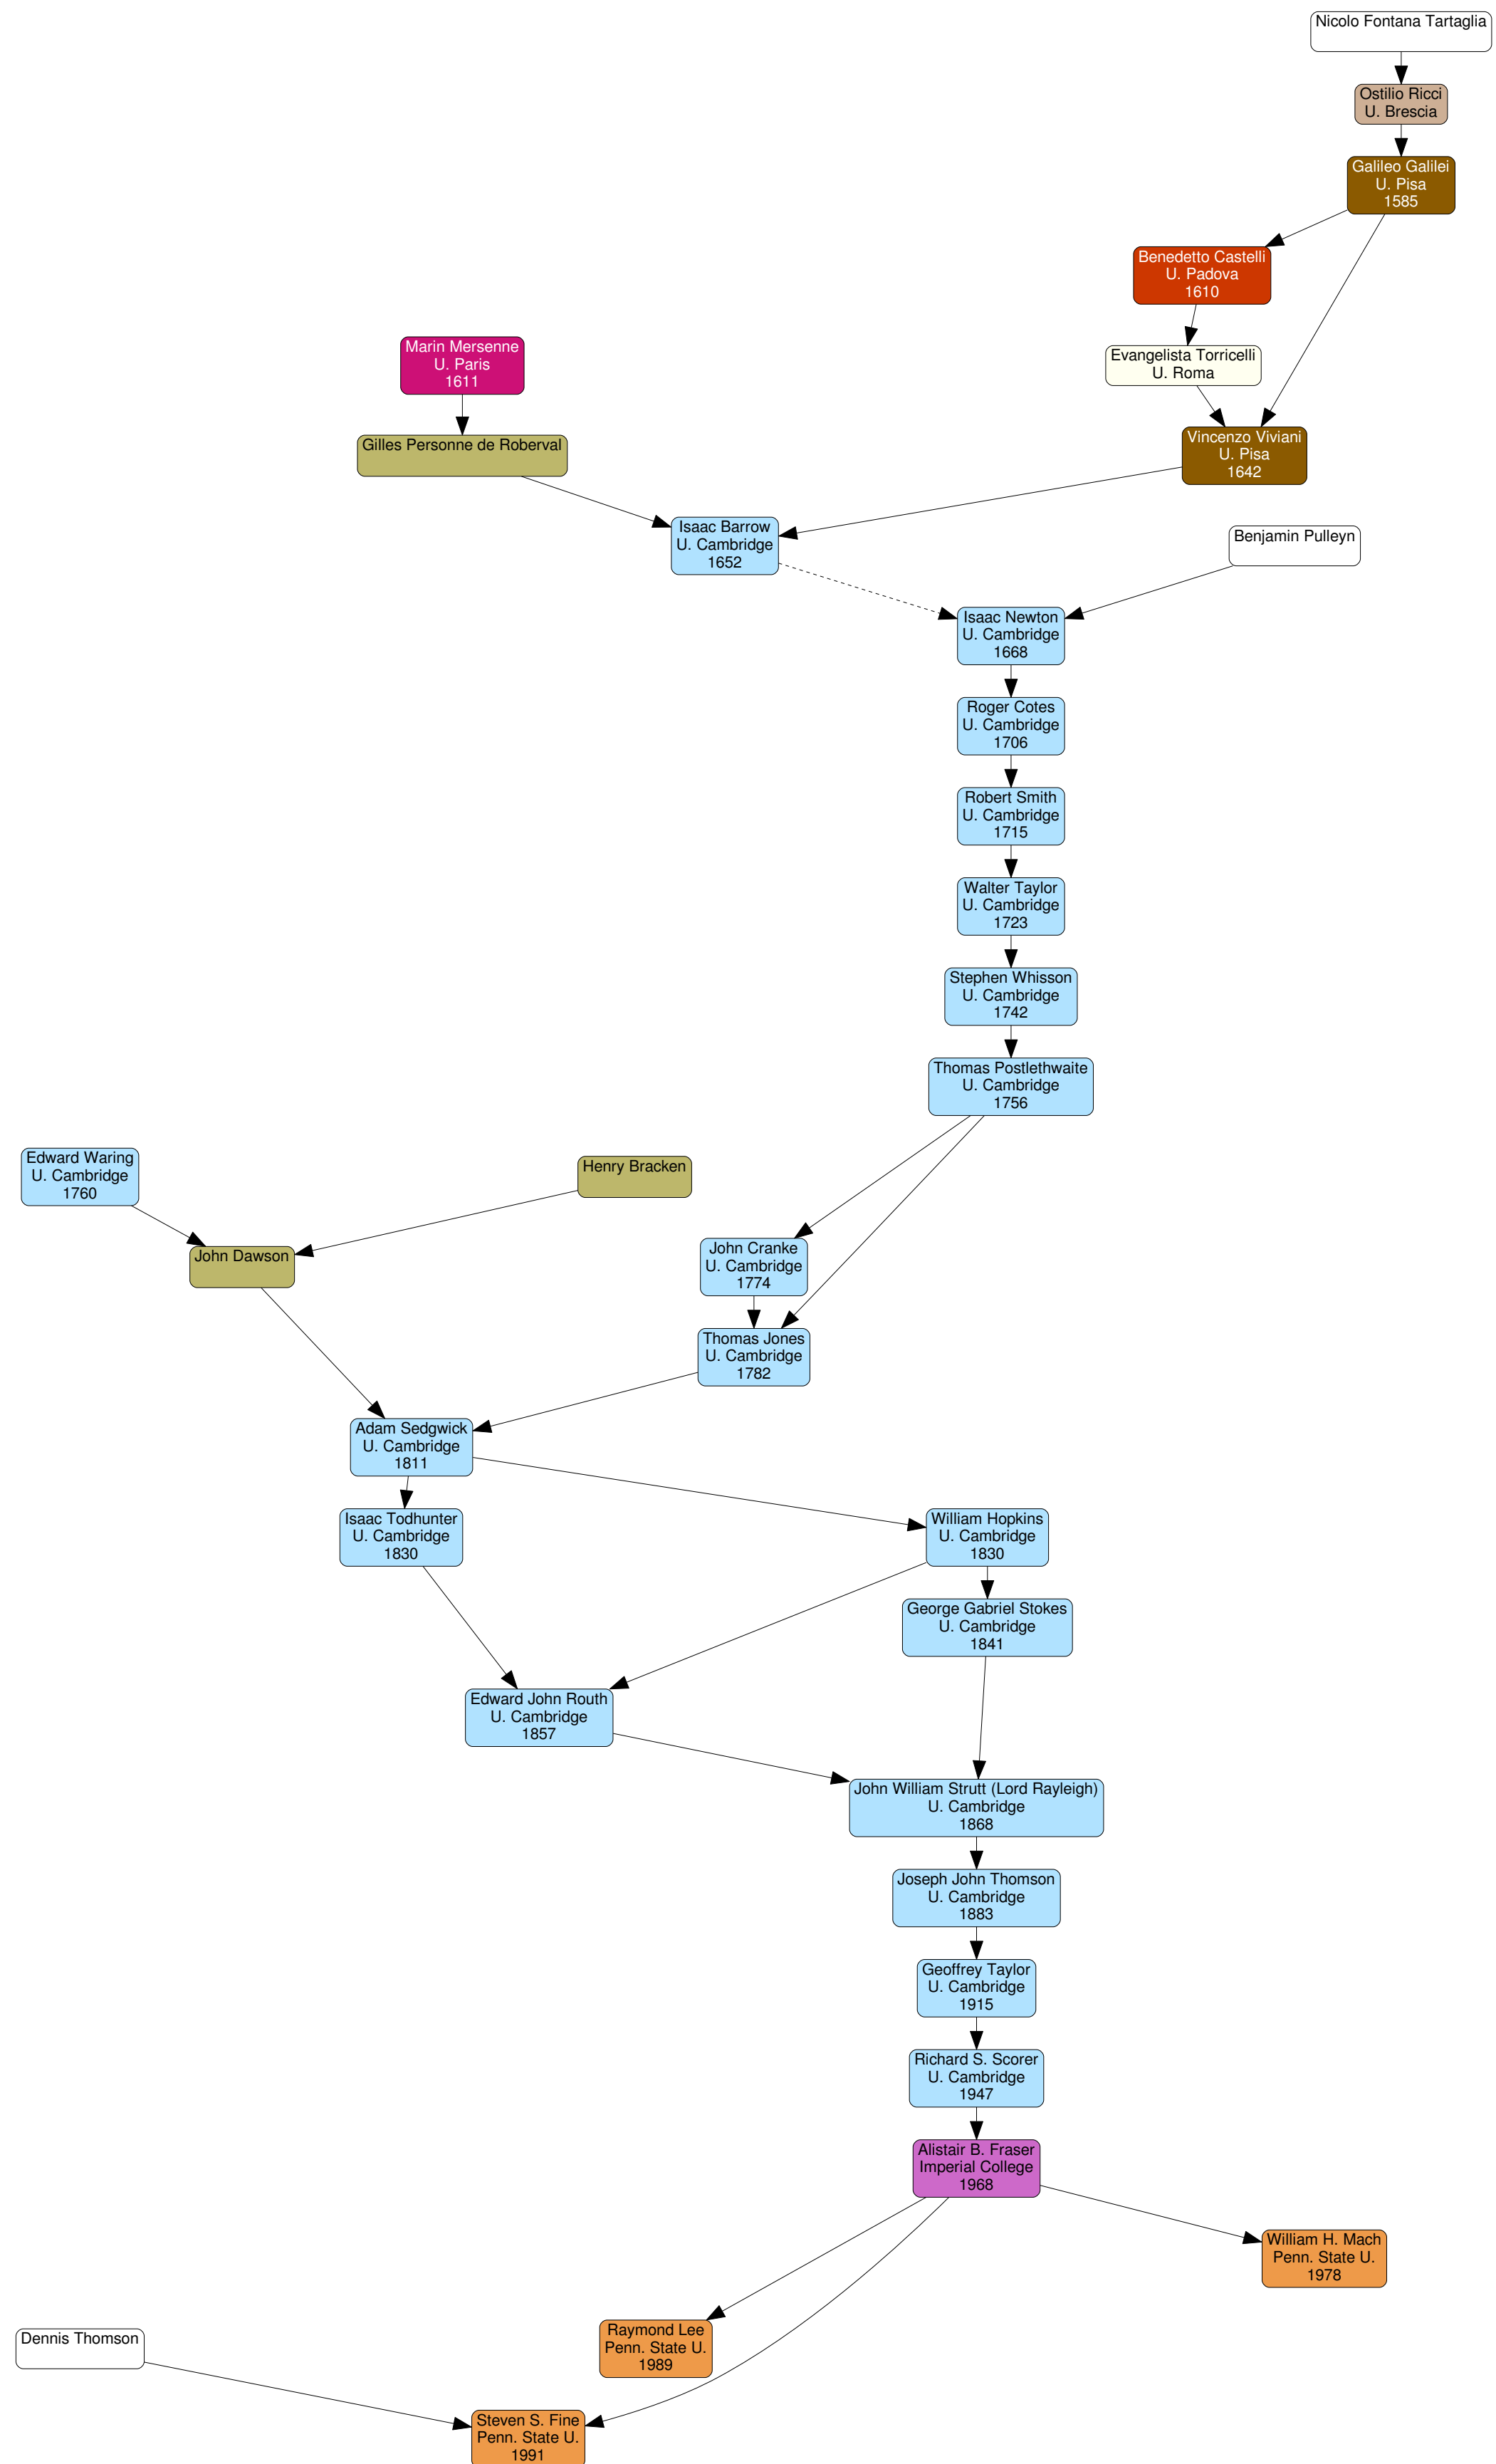 Nicolo Fontana Tartaglia
Ostilio Ricci
U. Brescia
Galileo Galilei
U. Pisa
1585
Benedetto Castelli
U. Padova
1610
Marin Mersenne
U. Paris
1611
Evangelista Torricelli
U. Roma
Gilles Personne de Roberval
Vincenzo Viviani
U. Pisa
1642
Isaac Barrow
U. Cambridge
1652
Benjamin Pulleyn
Isaac Newton
U. Cambridge
1668
Roger Cotes
U. Cambridge
1706
Robert Smith
U. Cambridge
1715
Walter Taylor
U. Cambridge
1723
Stephen Whisson
U. Cambridge
1742
Thomas Postlethwaite
U. Cambridge
1756
Edward Waring
U. Cambridge
1760
Henry Bracken
John Dawson
John Cranke
U. Cambridge
1774
Thomas Jones
U. Cambridge
1782
Adam Sedgwick
U. Cambridge
1811
Isaac Todhunter
U. Cambridge
1830
William Hopkins
U. Cambridge
1830
George Gabriel Stokes
U. Cambridge
1841
Edward John Routh
U. Cambridge
1857
John William Strutt (Lord Rayleigh)
U. Cambridge
1868
Joseph John Thomson
U. Cambridge
1883
Geoffrey Taylor
U. Cambridge
1915
Richard S. Scorer
U. Cambridge
1947
Alistair B. Fraser
Imperial College
1968
William H. Mach
Penn. State U.
1978
Raymond Lee
Penn. State U.
1989
Dennis Thomson
Steven S. Fine
Penn. State U.
1991